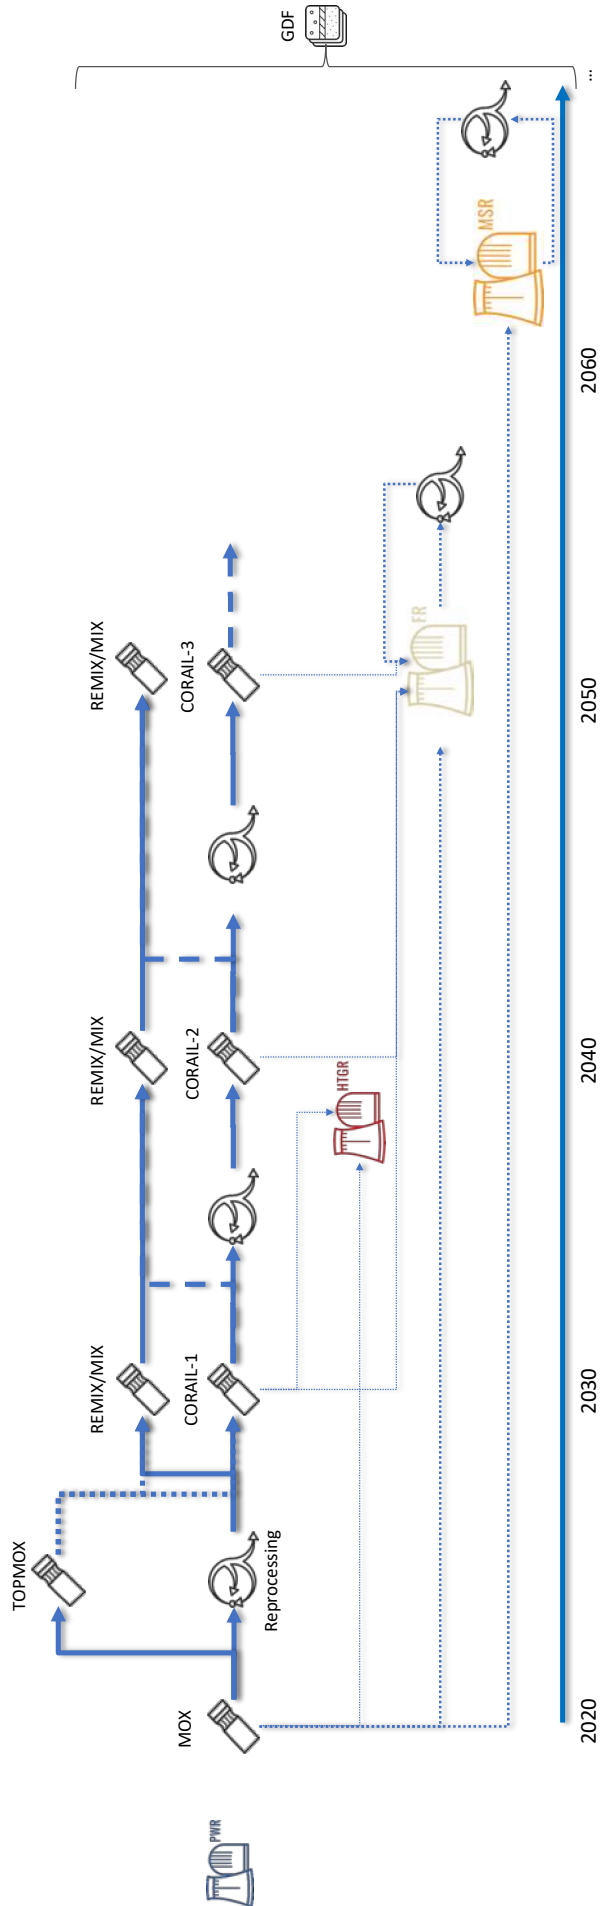 GDF
TOPMOX
REMIX/MIX
REMIX/MIX
REMIX/MIX
PWR
MOX
Reprocessing
CORAIL-1
CORAIL-2
CORAIL-3
HTGR
FR
MSR
2020
2030
2040
2050
2060
...